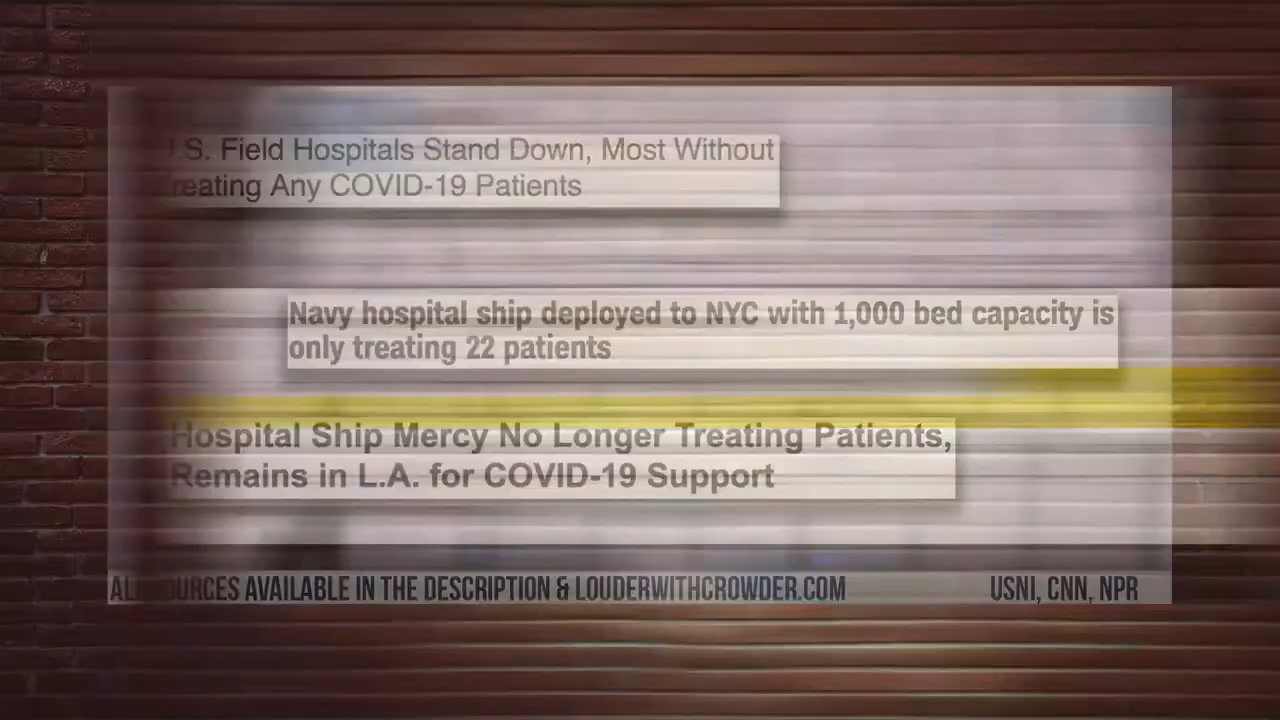 .S. Field Hospitals Stand Down, Most Without
reating Any COVID-19 Patients
Navy hospital ship deployed to NYC with 1,000 bed capacity is
only treating 22 patients
Hospital Ship Mercy No Longer Treating Patients,
Remains in L.A. for COVID-19 Support
ALL SOURCES AVAILABLE IN THE DESCRIPTION & LOUDERWITHCROWDER.COM
USNI, CNN, NPR